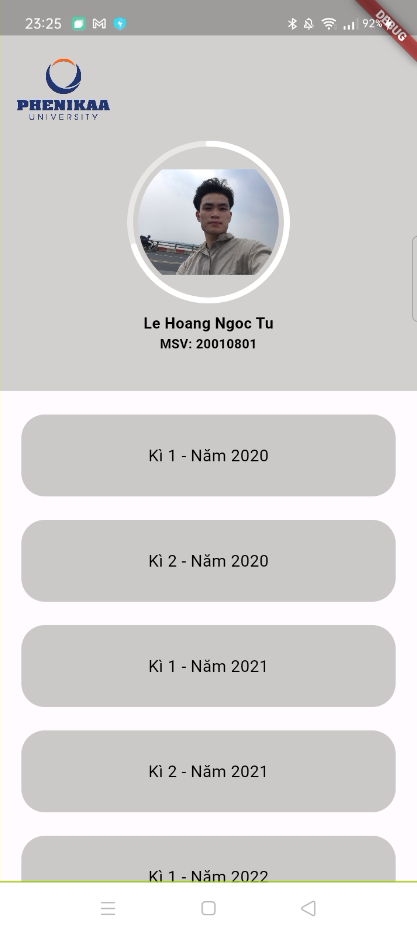 23:25
92%
DEBUG
PHENIKAA
UNIVERSITY
Le Hoang Ngoc Tu
MSV: 20010801
Kì 1 - Năm 2020
Kì 2 - Năm 2020
Kì 1 - Năm 2021
Kì 2 - Năm 2021
Kì 1 - Năm 2022